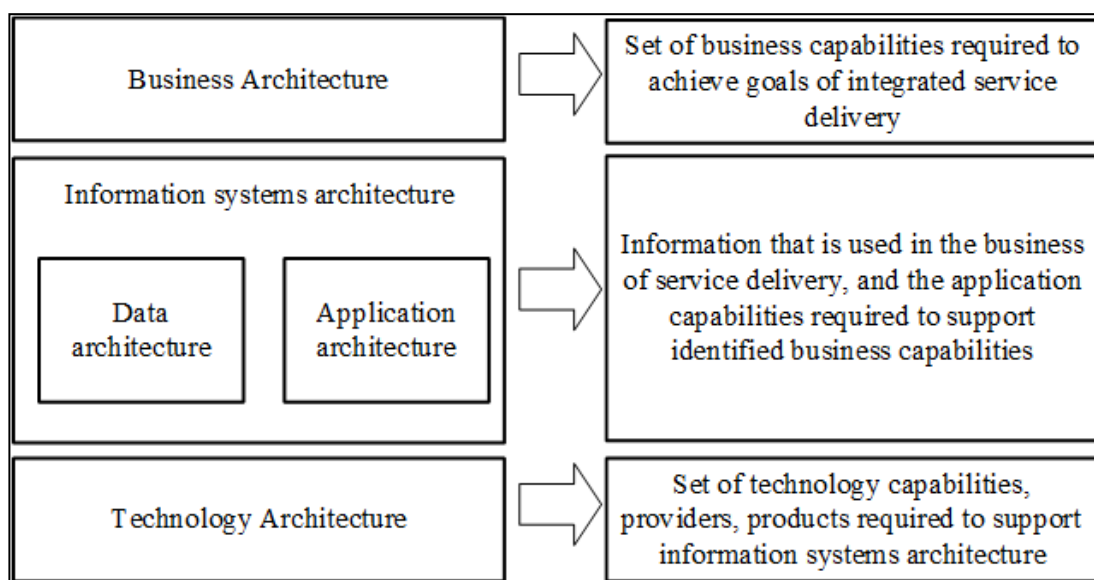 Business Architecture
Set of business capabilities required to
achieve goals of integrated service
delivery
Information systems architecture
Data
architecture
Application
architecture
Information that is used in the business
of service delivery, and the application
capabilities required to support
identified business capabilities
Technology Architecture
Set of technology capabilities,
providers, products required to support
information systems architecture